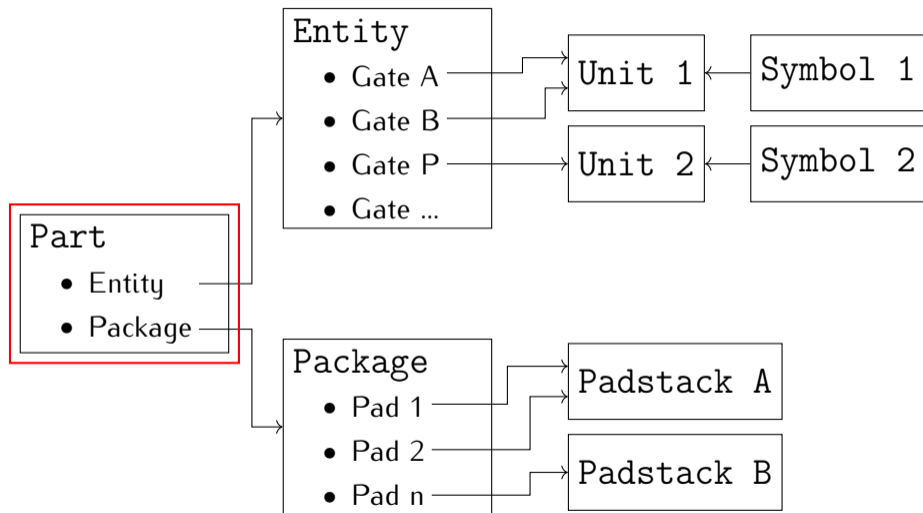 Entity
• Gate A
• Gate B
• Gate P
• Gate ...
Unit 1
Symbol 1
Unit 2
Symbol 2
Part
• Entity
• Package
Package
• Pad 1
• Pad 2
• Pad n
Padstack A
Padstack B